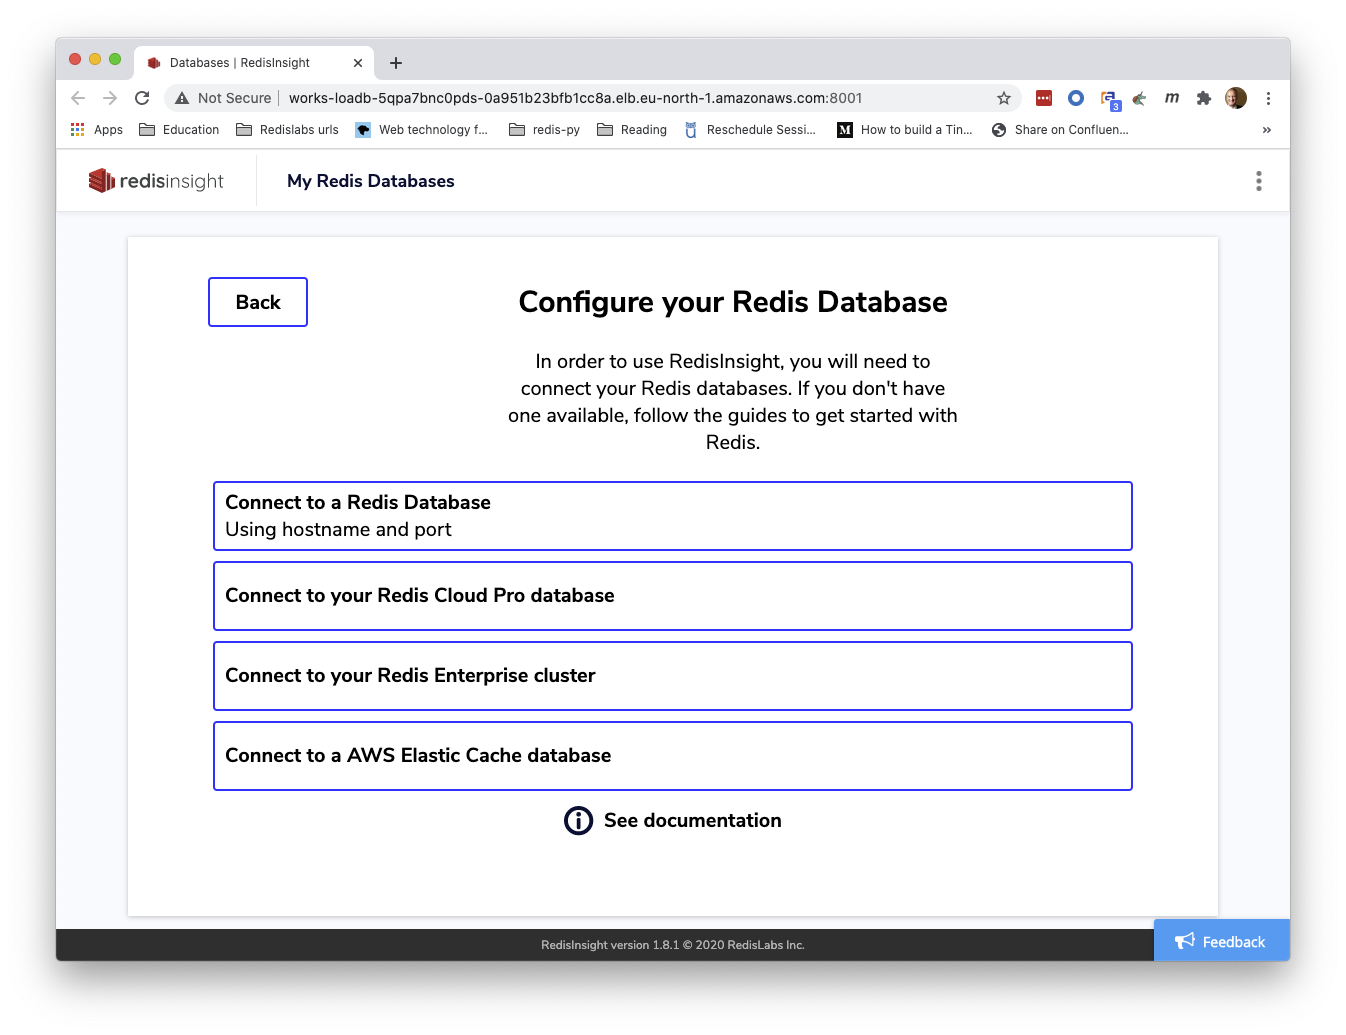 Databases | RedisInsight
Not Secure | works-loadb-5qpa7bnc0pds-0a951b23bfb1cc8a.elb.eu-north-1.amazonaws.com:8001
3
m
Apps Education Redislabs urls Web technology f... redis-py Reading Reschedule Sessi... M How to build a Tin... Share on Confluen... »
redisinsight My Redis Databases
Back
Configure your Redis Database
In order to use RedisInsight, you will need to
connect your Redis databases. If you don't have
one available, follow the guides to get started with
Redis.
Connect to a Redis Database
Using hostname and port
Connect to your Redis Cloud Pro database
Connect to your Redis Enterprise cluster
Connect to a AWS Elastic Cache database
See documentation
RedisInsight version 1.8.1 © 2020 RedisLabs Inc.
Feedback